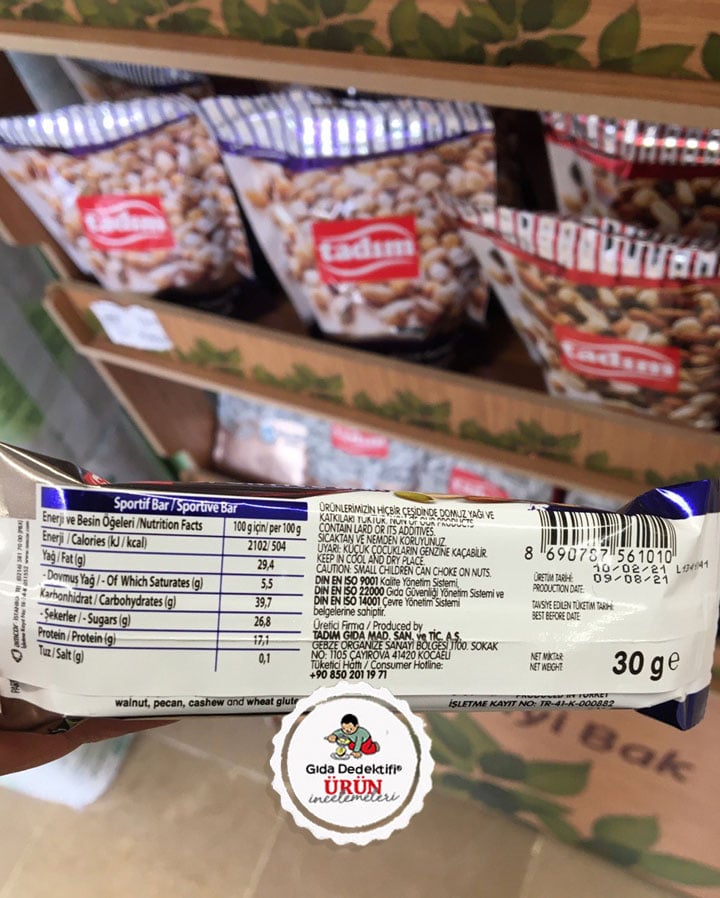 tadım
tadım
tadım
Sportif Bar / Sportive Bar
Enerji ve Besin Öğeleri / Nutrition Facts 100 g için/per 100 g
Enerji / Calories (kJ / kcal) 2102/504
Yağ / Fat (g) 29,4
- Doymuş Yağ / - Of Which Saturates (g) 5,5
Karbonhidrat / Carbohydrates (g) 39,7
- Şekerler / - Sugars (g) 26,8
Protein / Protein (g) 17,1
Tuz / Salt (g) 0,1
ÜRÜNLERİMİZİN HİÇBİR ÇEŞİDİNDE DOMUZ YAĞI VE
KATKILARI YOKTUR. NON OF OUR PRODUCTS
CONTAIN LARD OR ITS ADDITIVES.
SICAKTAN VE NEMDEN KORUYUNUZ.
UYARI: KÜÇÜK ÇOCUKLARIN GENZİNE KAÇABİLİR.
KEEP IN COOL AND DRY PLACE.
CAUTION: SMALL CHILDREN CAN CHOKE ON NUTS.
DIN EN ISO 9001 Kalite Yönetim Sistemi,
DIN EN ISO 22000 Gıda Güvenliği Yönetim Sistemi ve
DIN EN ISO 14001 Çevre Yönetim Sistemi
belgelerine sahiptir.
Üretici Firma / Produced by
TADIM GIDA MAD. SAN. ve TİC. A.S.
GEBZE ORGANİZE SANAYİ BÖLGESİ 1100. SOKAK
NO: 1105 ÇAYIROVA 41420 KOCAELİ
Tüketici Hattı / Consumer Hotline:
+90 850 201 19 71
8 690787 561010
10/02/21
ÜRETİM TARİHİ: 09/08/21
PRODUCTION DATE:
TAVSİYE EDİLEN TÜKETİM TARİHİ:
BEST BEFORE DATE:
NET MİKTAR:
NET WEIGHT: 30 g e
walnut, pecan, cashew and wheat glute
PRODUCED IN TURKEY
İŞLETME KAYIT NO: TR-41-K-000882
Gıda Dedektifi®
ÜRÜN
incelemeleri
yi Bak